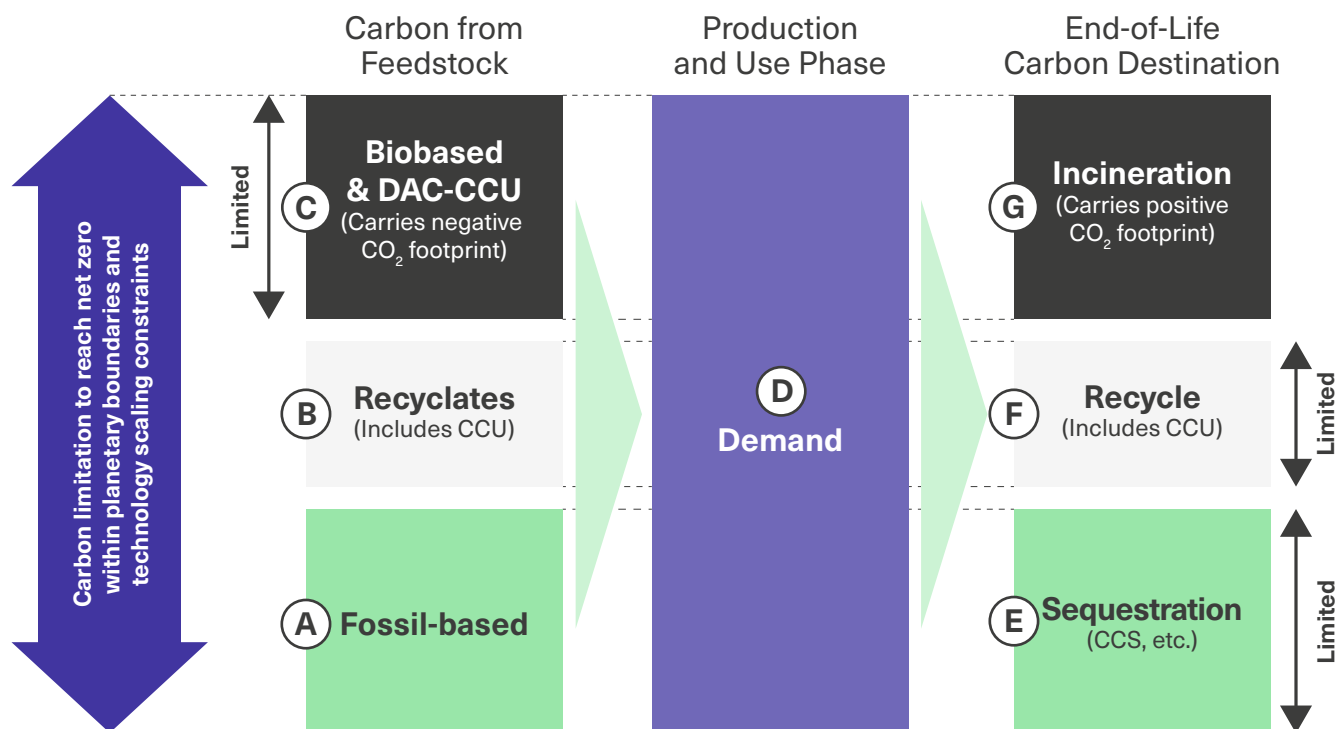 Carbon from
Feedstock
Production
and Use Phase
End-of-Life
Carbon Destination
Carbon limitation to reach net zero
within planetary boundaries and
technology scaling constraints
Limited
C
Biobased
& DAC-CCU
(Carries negative
CO₂ footprint)
B
Recyclates
(Includes CCU)
A
Fossil-based
D
Demand
G
Incineration
(Carries positive
CO₂ footprint)
F
Recycle
(Includes CCU)
Limited
E
Sequestration
(CCS, etc.)
Limited